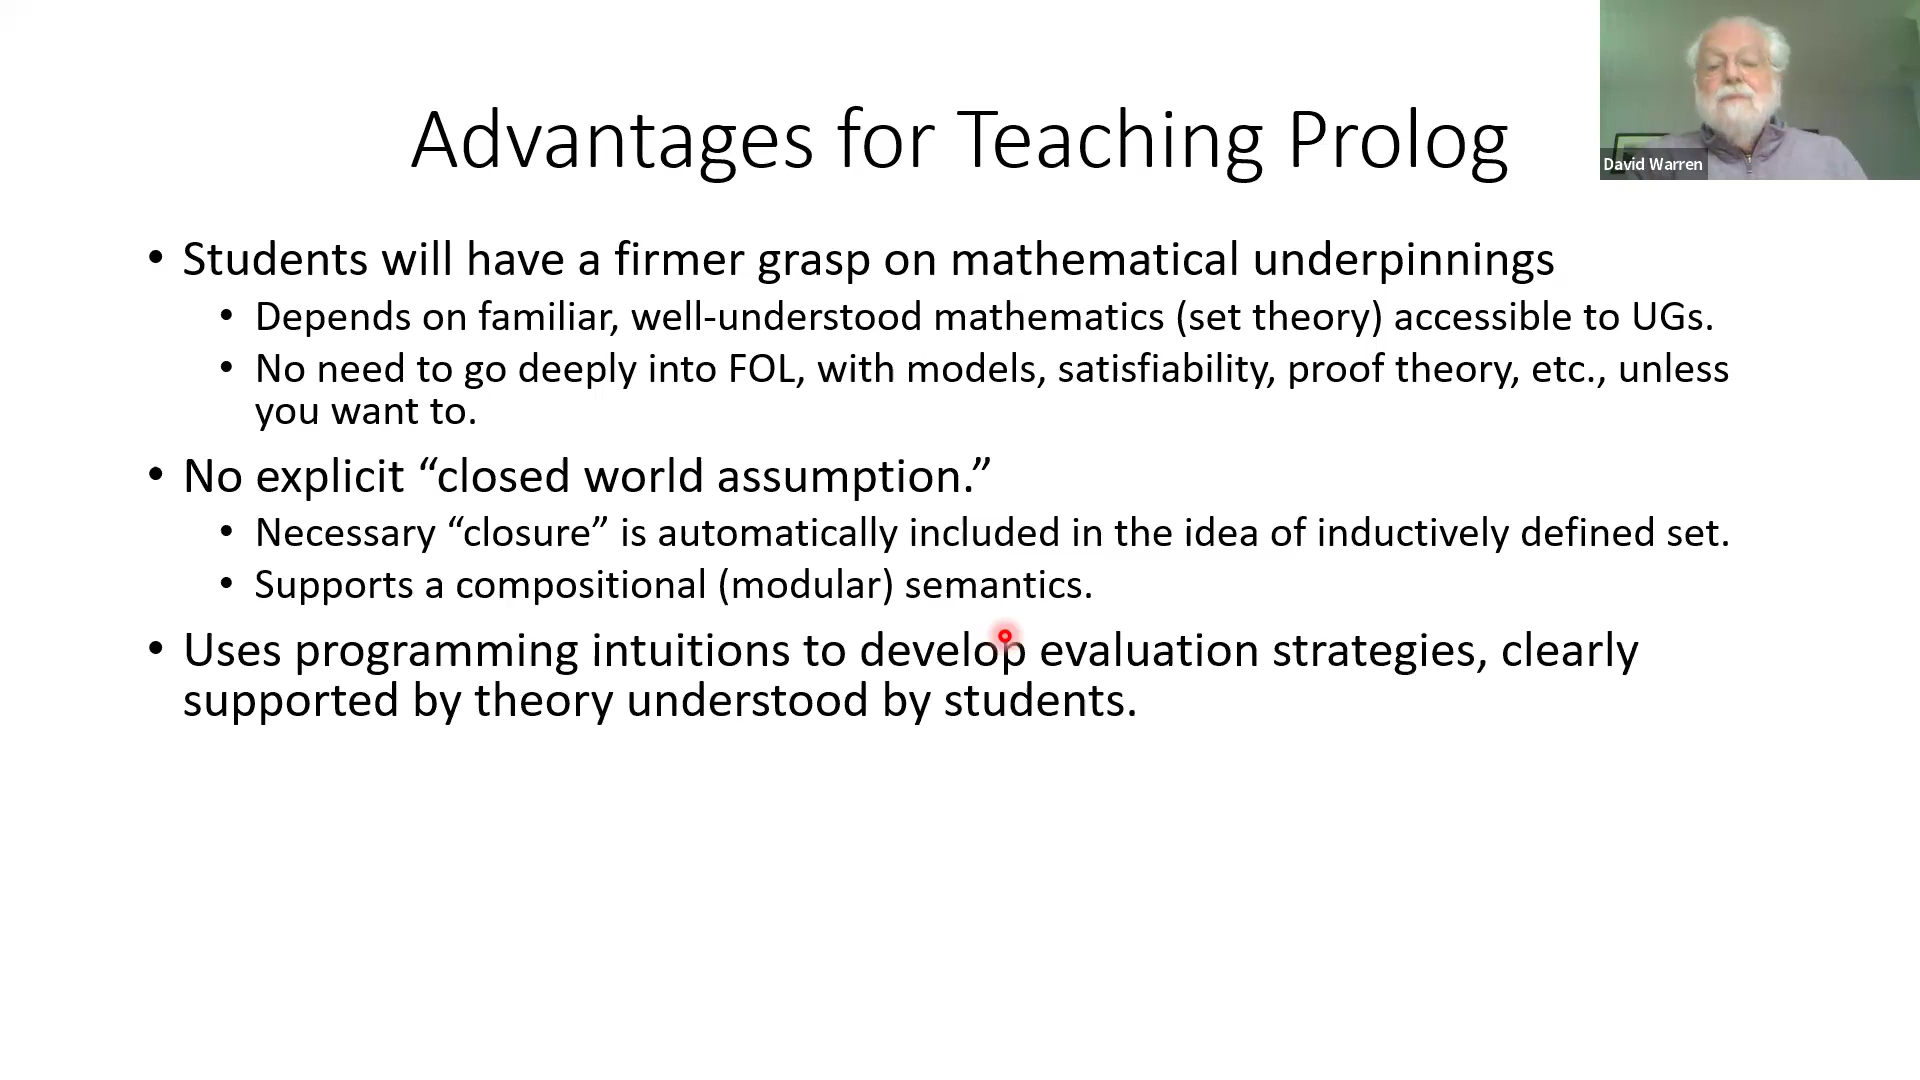 Advantages for Teaching Prolog
David Warren
• Students will have a firmer grasp on mathematical underpinnings
• Depends on familiar, well-understood mathematics (set theory) accessible to UGs.
• No need to go deeply into FOL, with models, satisfiability, proof theory, etc., unless
you want to.
• No explicit “closed world assumption.”
• Necessary “closure” is automatically included in the idea of inductively defined set.
• Supports a compositional (modular) semantics.
• Uses programming intuitions to develop evaluation strategies, clearly
supported by theory understood by students.